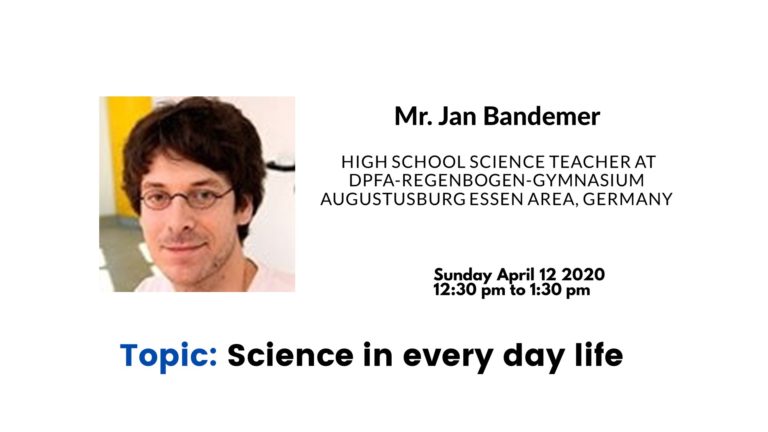 Mr. Jan Bandemer
HIGH SCHOOL SCIENCE TEACHER AT
DPFA-REGENBOGEN-GYMNASIUM
AUGUSTUSBURG ESSEN AREA, GERMANY
Sunday April 12 2020
12:30 pm to 1:30 pm
Topic: Science in every day life